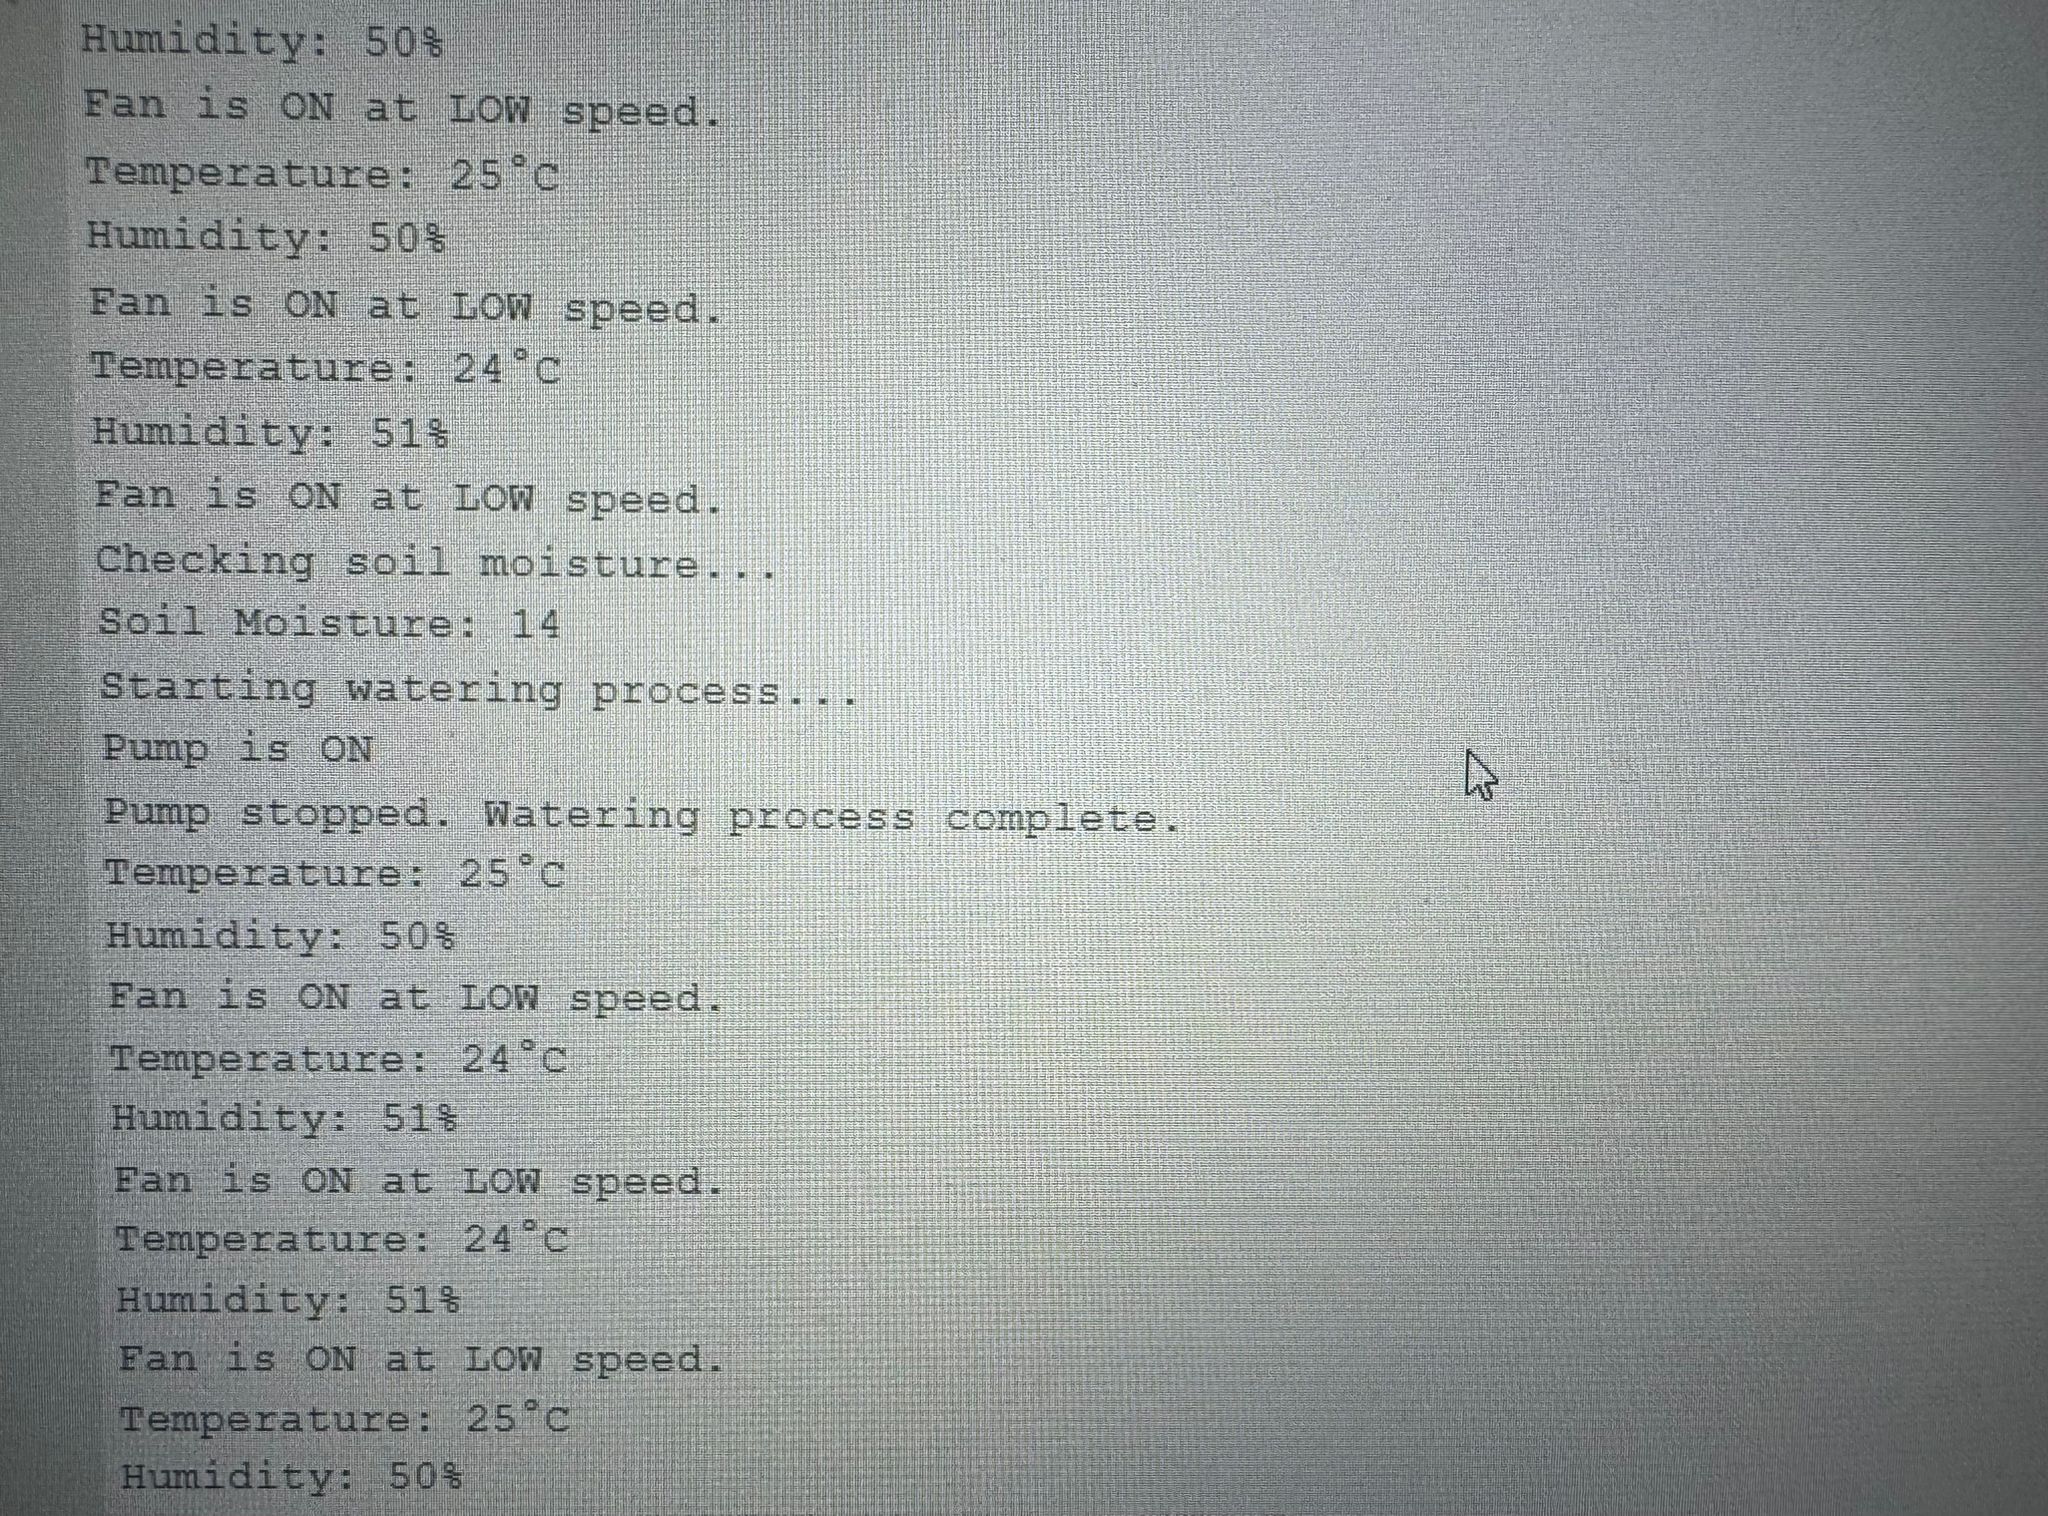 Humidity: 50%
Fan is ON at LOW speed.
Temperature: 25°C
Humidity: 50%
Fan is ON at LOW speed.
Temperature: 24°C
Humidity: 51%
Fan is ON at LOW speed.
Checking soil moisture...
Soil Moisture: 14
Starting watering process...
Pump is ON
Pump stopped. Watering process complete.
Temperature: 25°C
Humidity: 50%
Fan is ON at LOW speed.
Temperature: 24°C
Humidity: 51%
Fan is ON at LOW speed.
Temperature: 24°C
Humidity: 51%
Fan is ON at LOW speed.
Temperature: 25°C
Humidity: 50%